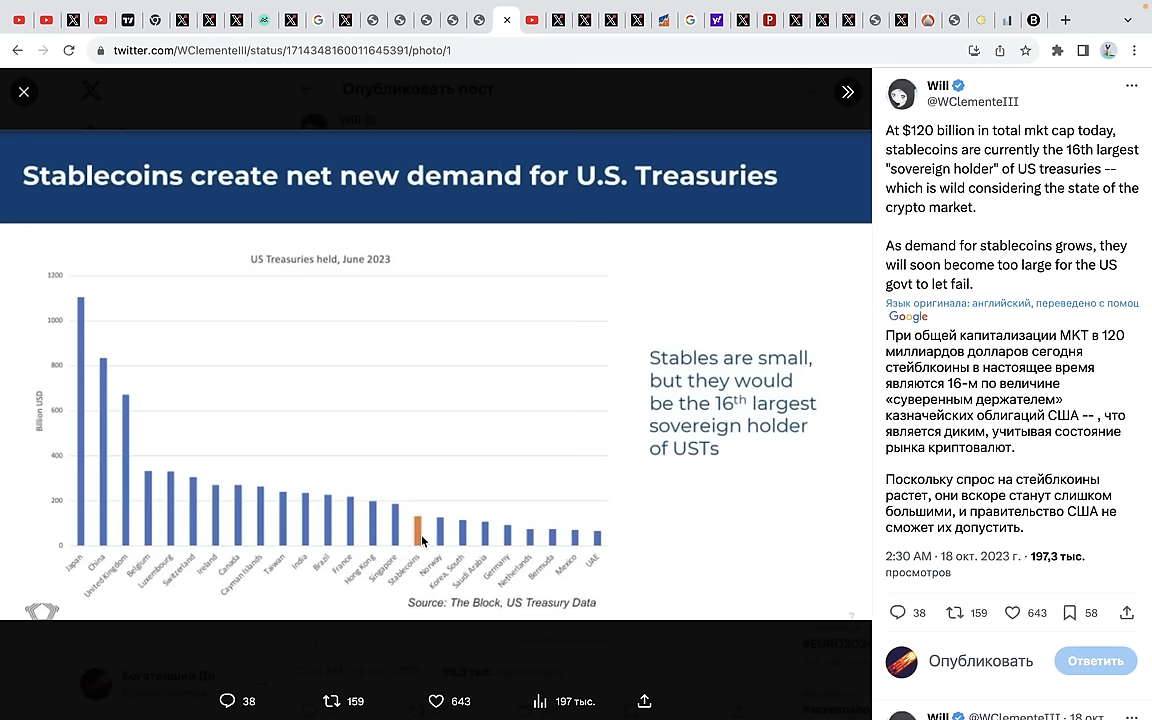 twitter.com/WClementeIII/status/1714348160011645391/photo/1
Опубликовать пост
Will
Stablecoins create net new demand for U.S. Treasuries
US Treasuries held, June 2023
1200
1000
800
600
400
200
0
Billion USD
Japan
China
United Kingdom
Belgium
Luxembourg
Switzerland
Ireland
Canada
Cayman Islands
Taiwan
India
Brazil
France
Hong Kong
Singapore
Stablecoins
Norway
Korea, South
Saudi Arabia
Germany
Netherlands
Bermuda
Mexico
UAE
Stables are small,
but they would
be the 16th largest
sovereign holder
of USTs
Source: The Block, US Treasury Data
Богатейший Ди
#EURO2024
#screensho
38
159
643
197 тыс.
Will
@WClementeIII
At $120 billion in total mkt cap today,
stablecoins are currently the 16th largest
"sovereign holder" of US treasuries --
which is wild considering the state of the
crypto market.
As demand for stablecoins grows, they
will soon become too large for the US
govt to let fail.
Язык оригинала: английский, переведено с помощ
Google
При общей капитализации МКТ в 120
миллиардов долларов сегодня
стейблкоины в настоящее время
являются 16-м по величине
«суверенным держателем»
казначейских облигаций США -- , что
является диким, учитывая состояние
рынка криптовалют.
Поскольку спрос на стейблкоины
растет, они вскоре станут слишком
большими, и правительство США не
сможет их допустить.
2:30 AM · 18 окт. 2023 г. · 197,3 тыс.
просмотров
38
159
643
58
Опубликовать
Ответить
Will @WClementeIII · 18 окт.